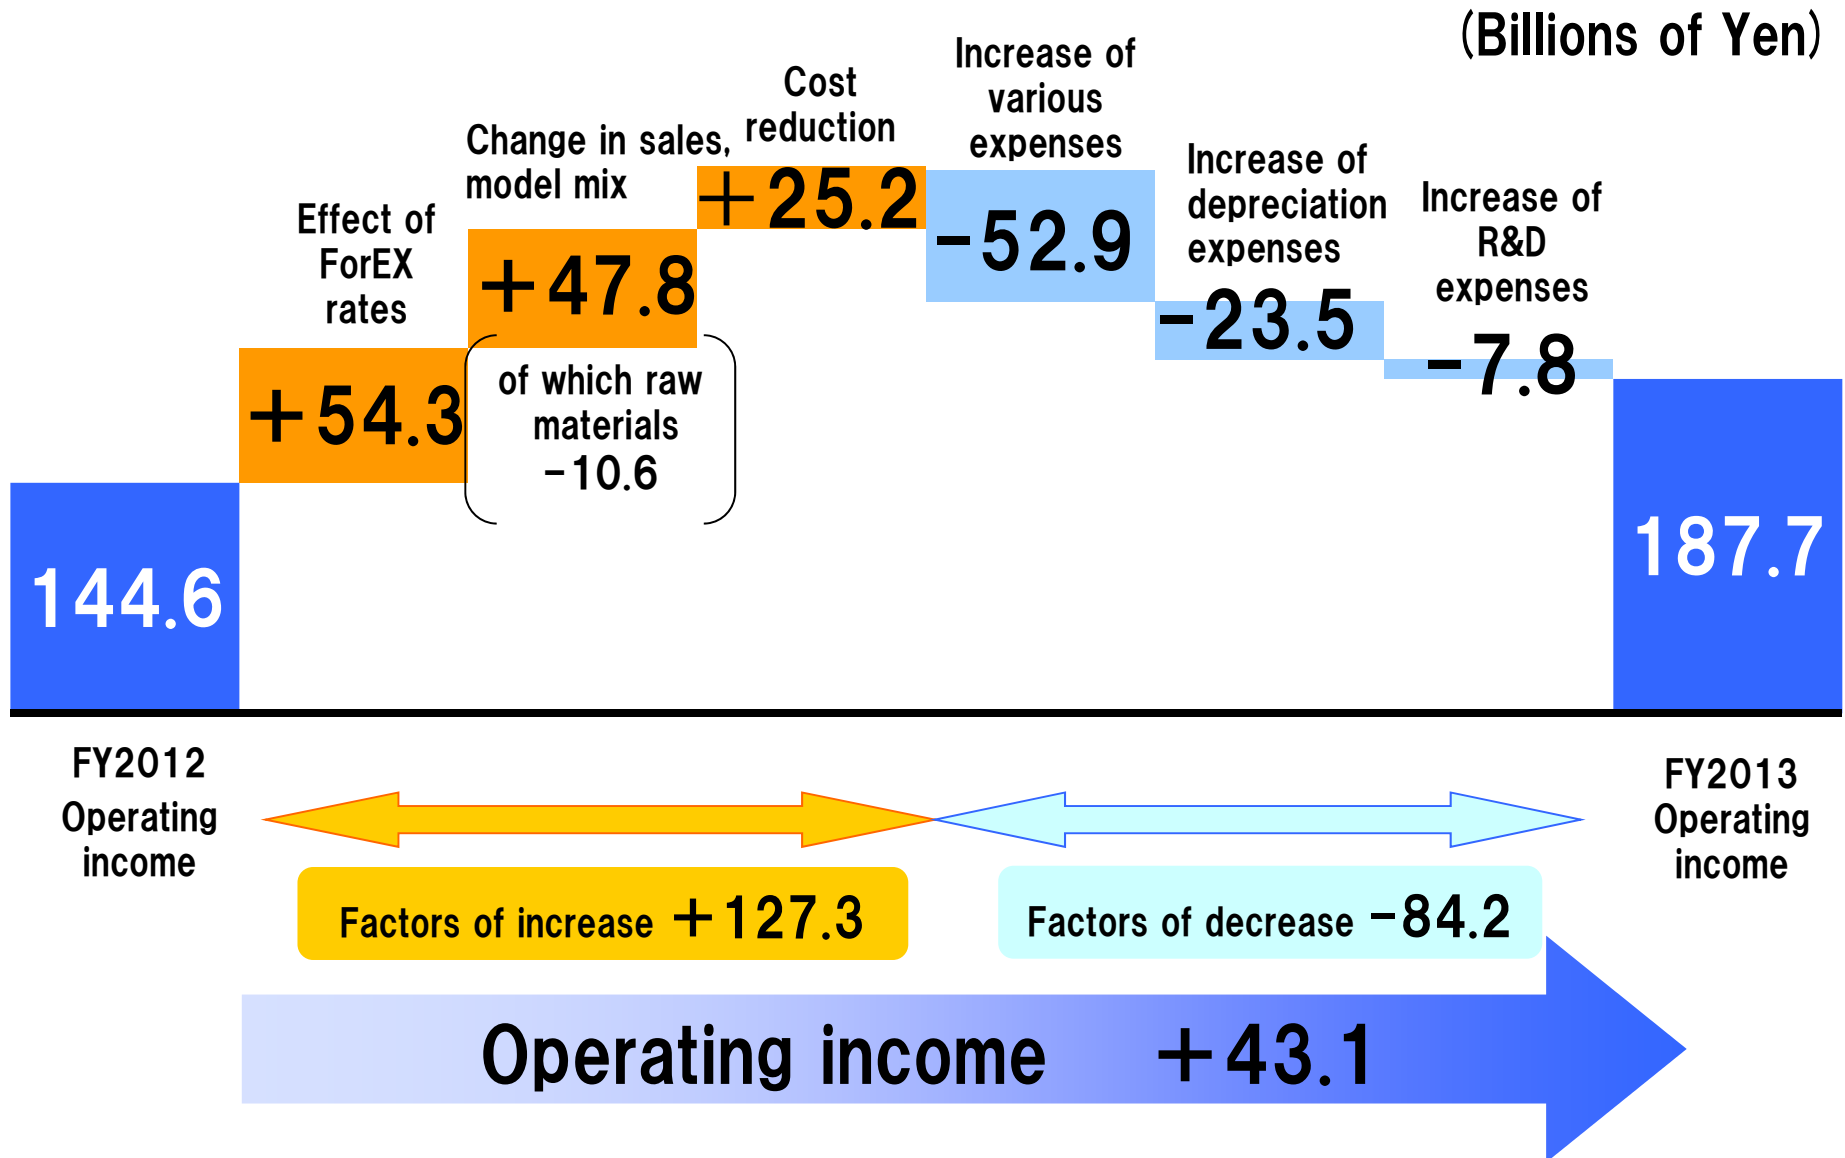 (Billions of Yen)
Increase of
various
expenses
Cost
reduction
Change in sales,
model mix
Increase of
depreciation
expenses
Increase of
R&D
expenses
Effect of
ForEX
rates
+25.2
-52.9
+47.8
-23.5
-7.8
+54.3
of which raw
materials
-10.6
144.6
187.7
FY2012
Operating
income
FY2013
Operating
income
Factors of increase +127.3
Factors of decrease -84.2
Operating income +43.1